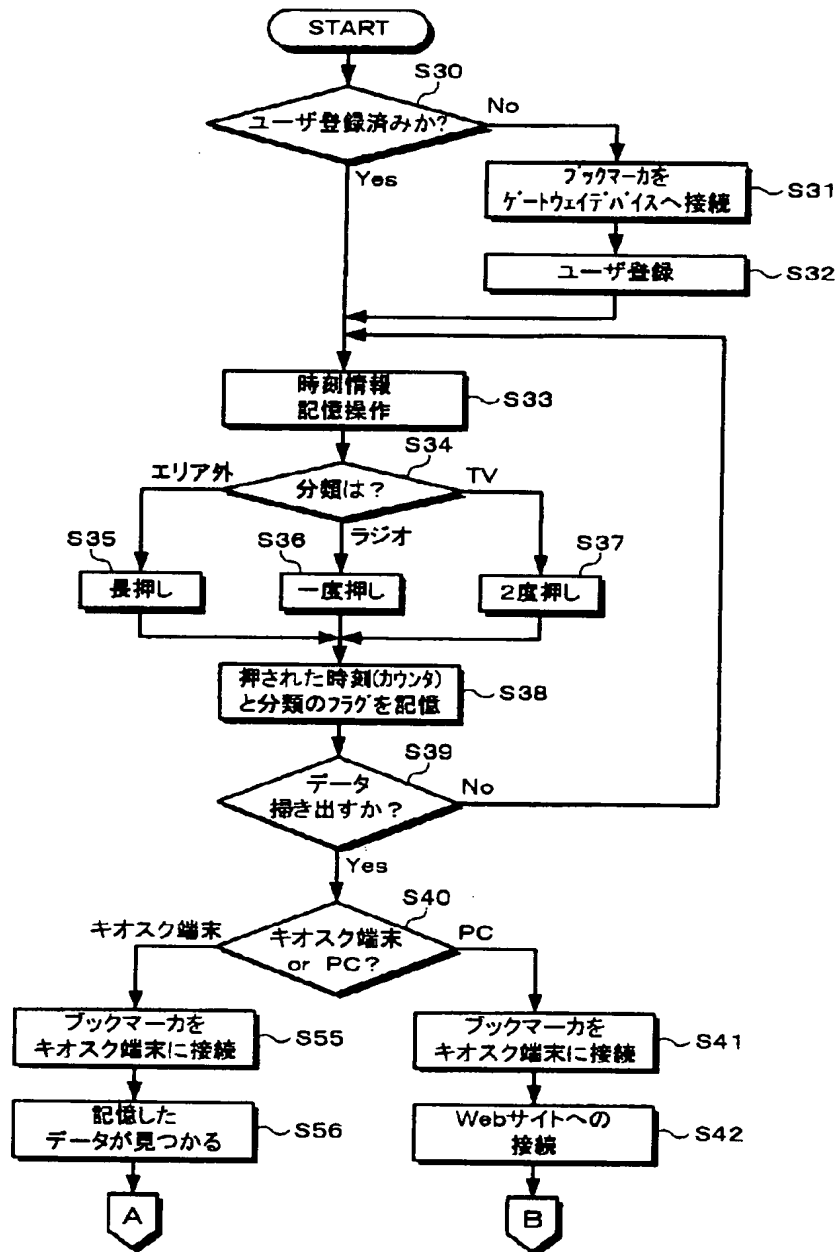 START
S30
ユーザ登録済みか?
No
Yes
ブックマーカを
ゲートウェイデバイスへ接続
S31
ユーザ登録
S32
時刻情報
記憶操作
S33
S34
エリア外
分類は?
TV
ラジオ
S35
長押し
S36
一度押し
S37
2度押し
押された時刻(カウンタ)
と分類のフラグを記憶
S38
S39
データ
掃き出すか?
No
Yes
S40
キオスク端末
キオスク端末
or PC?
PC
ブックマーカを
キオスク端末に接続
S55
ブックマーカを
キオスク端末に接続
S41
記憶した
データが見つかる
S56
Webサイトへの
接続
S42
A
B